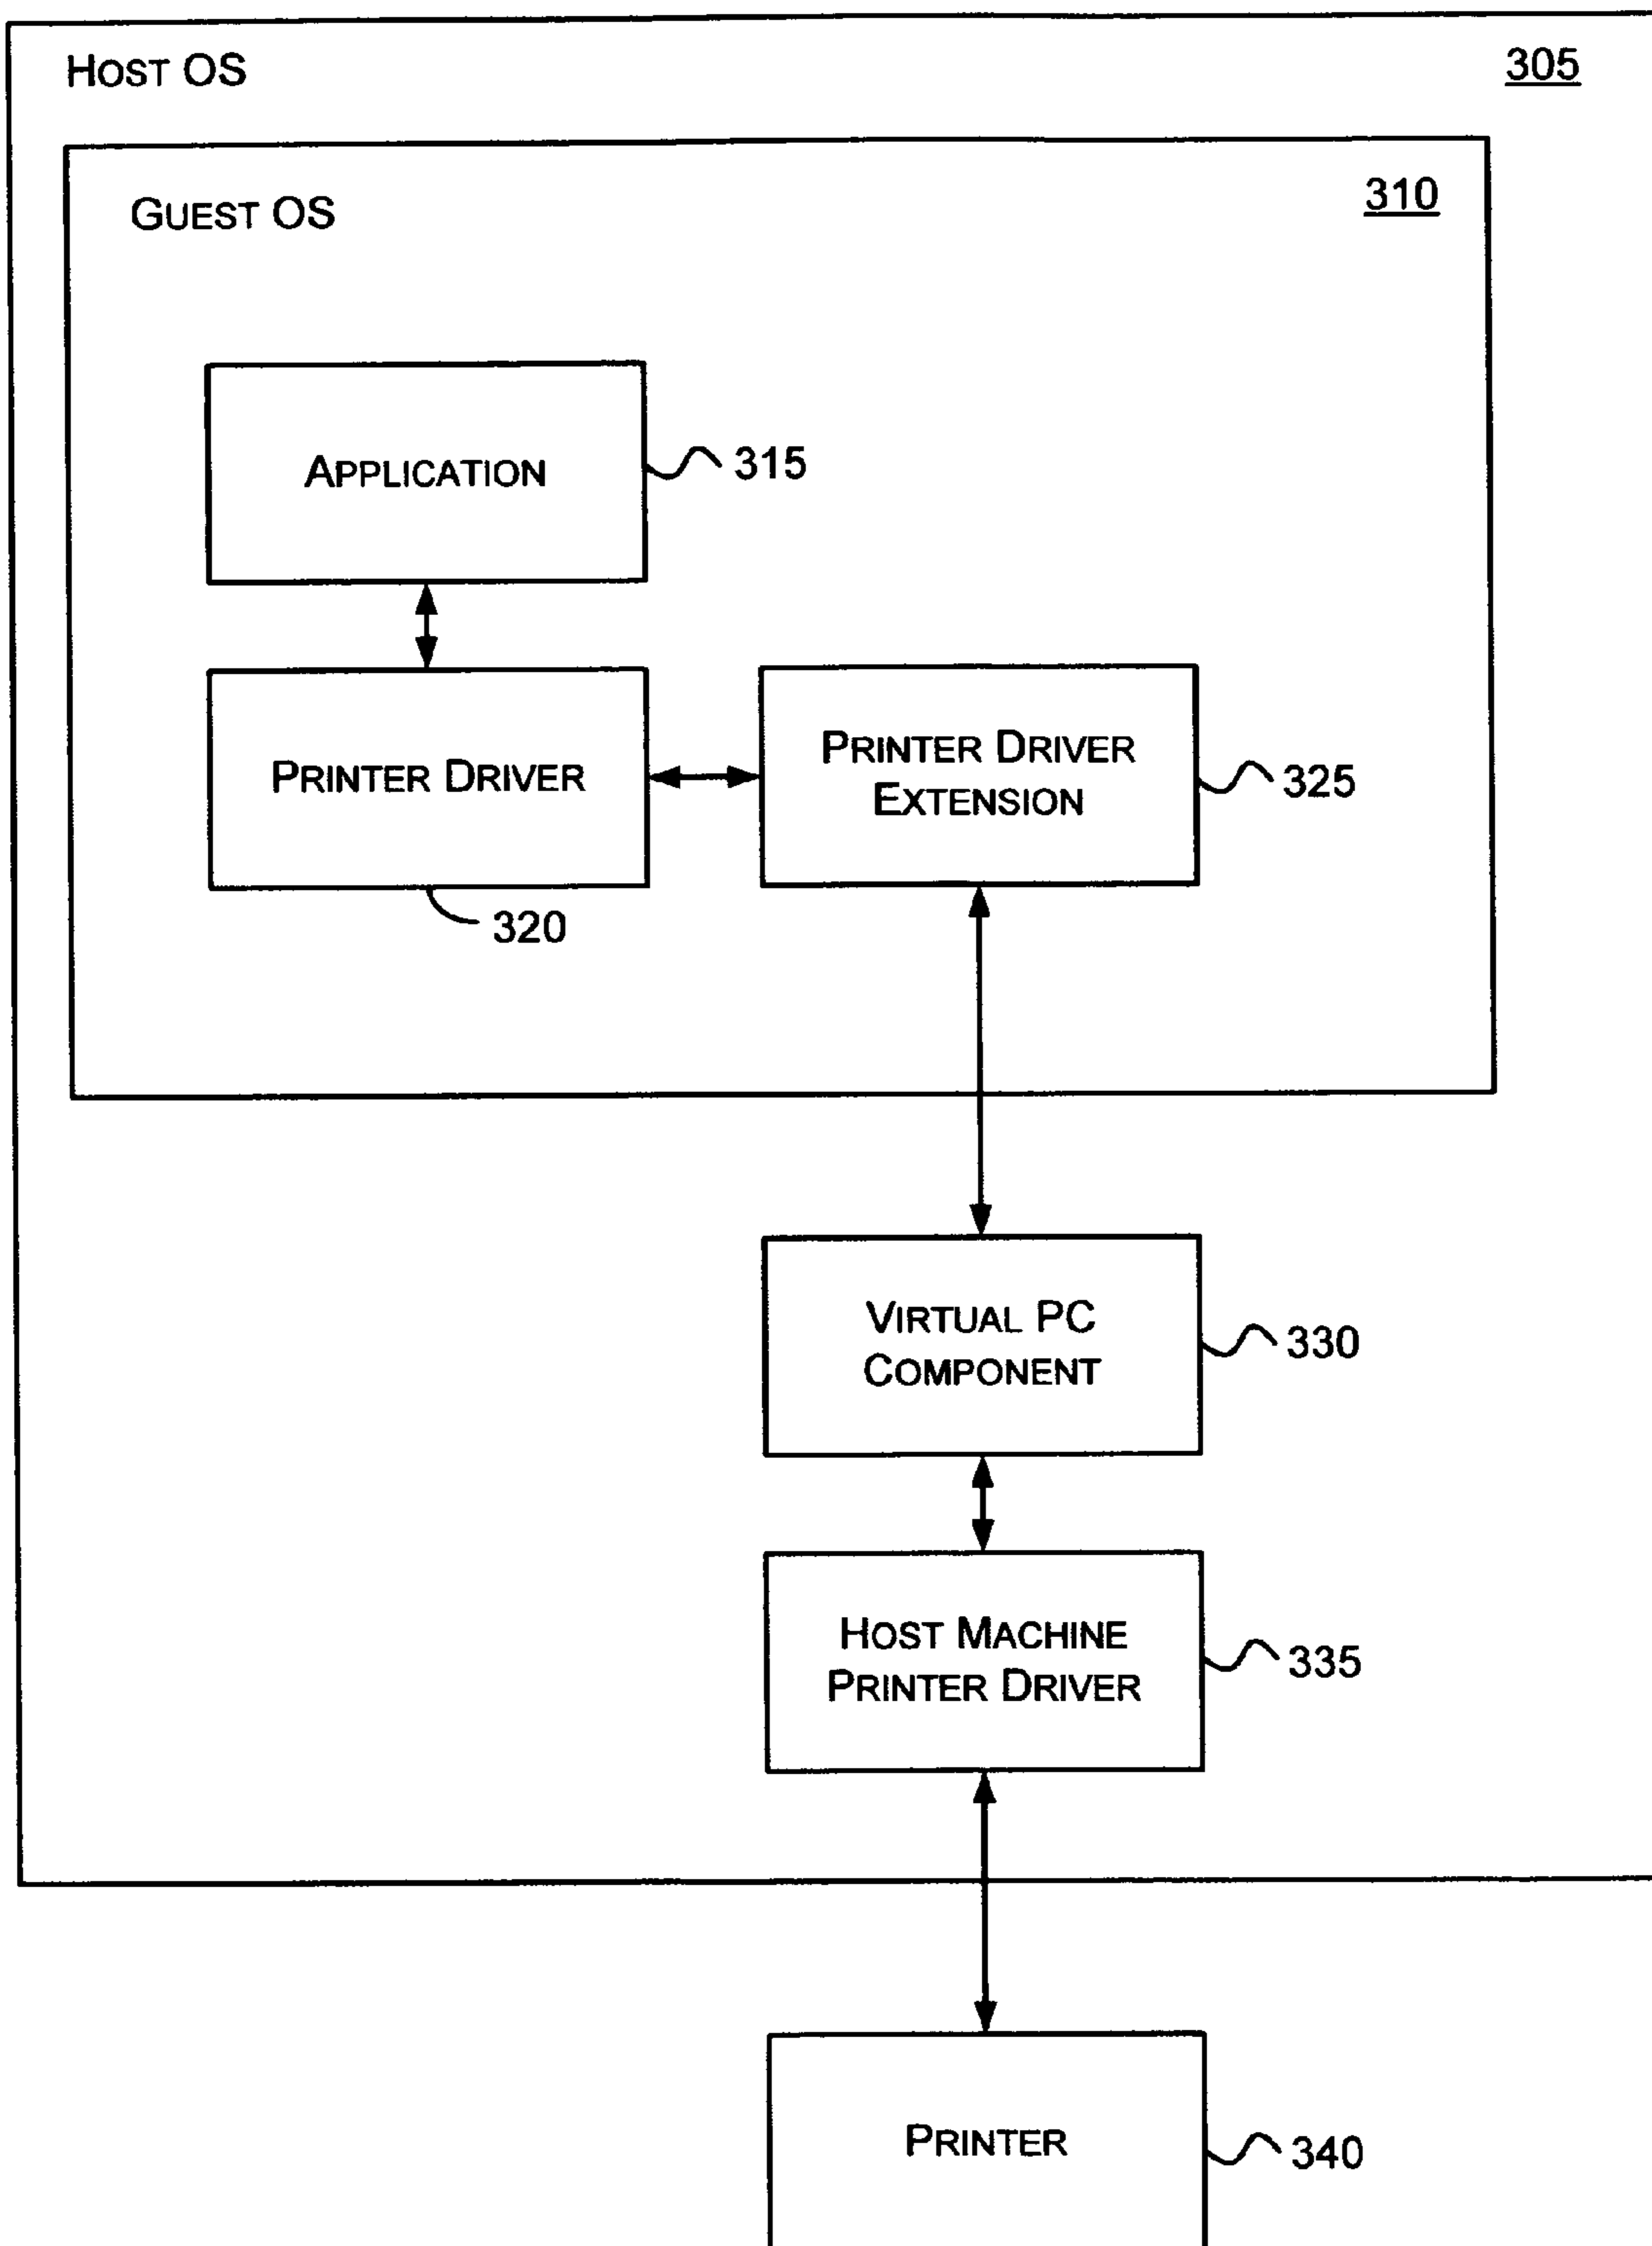 HOST OS 305
GUEST OS 310
APPLICATION 315
PRINTER DRIVER
320
PRINTER DRIVER
EXTENSION
325
VIRTUAL PC
COMPONENT
330
HOST MACHINE
PRINTER DRIVER
335
PRINTER 340